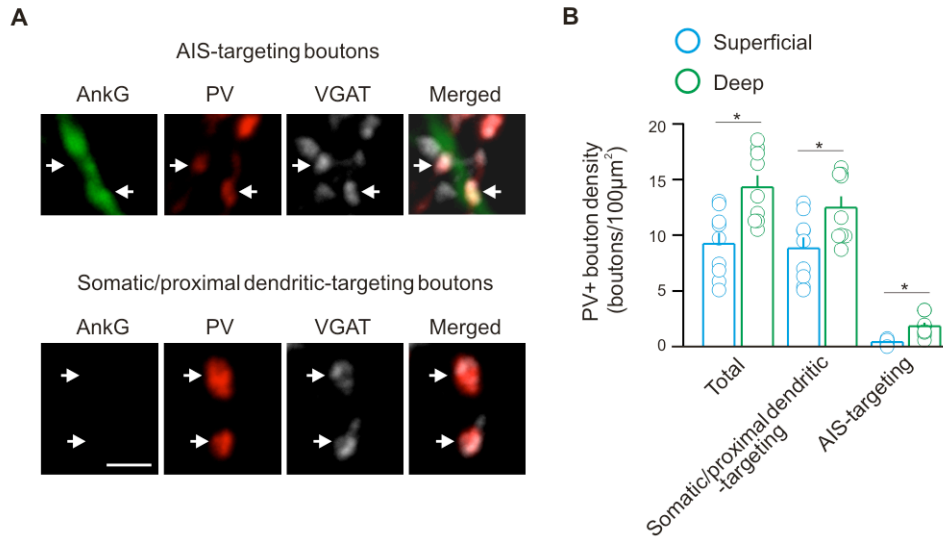 A
AIS-targeting boutons
AnkG PV VGAT Merged
Somatic/proximal dendritic-targeting boutons
AnkG PV VGAT Merged
B
Superficial
Deep
PV+ bouton density
(boutons/100µm²)
20
15
10
5
0
*
*
*
Total
Somatic/proximal dendritic
-targeting
AIS-targeting